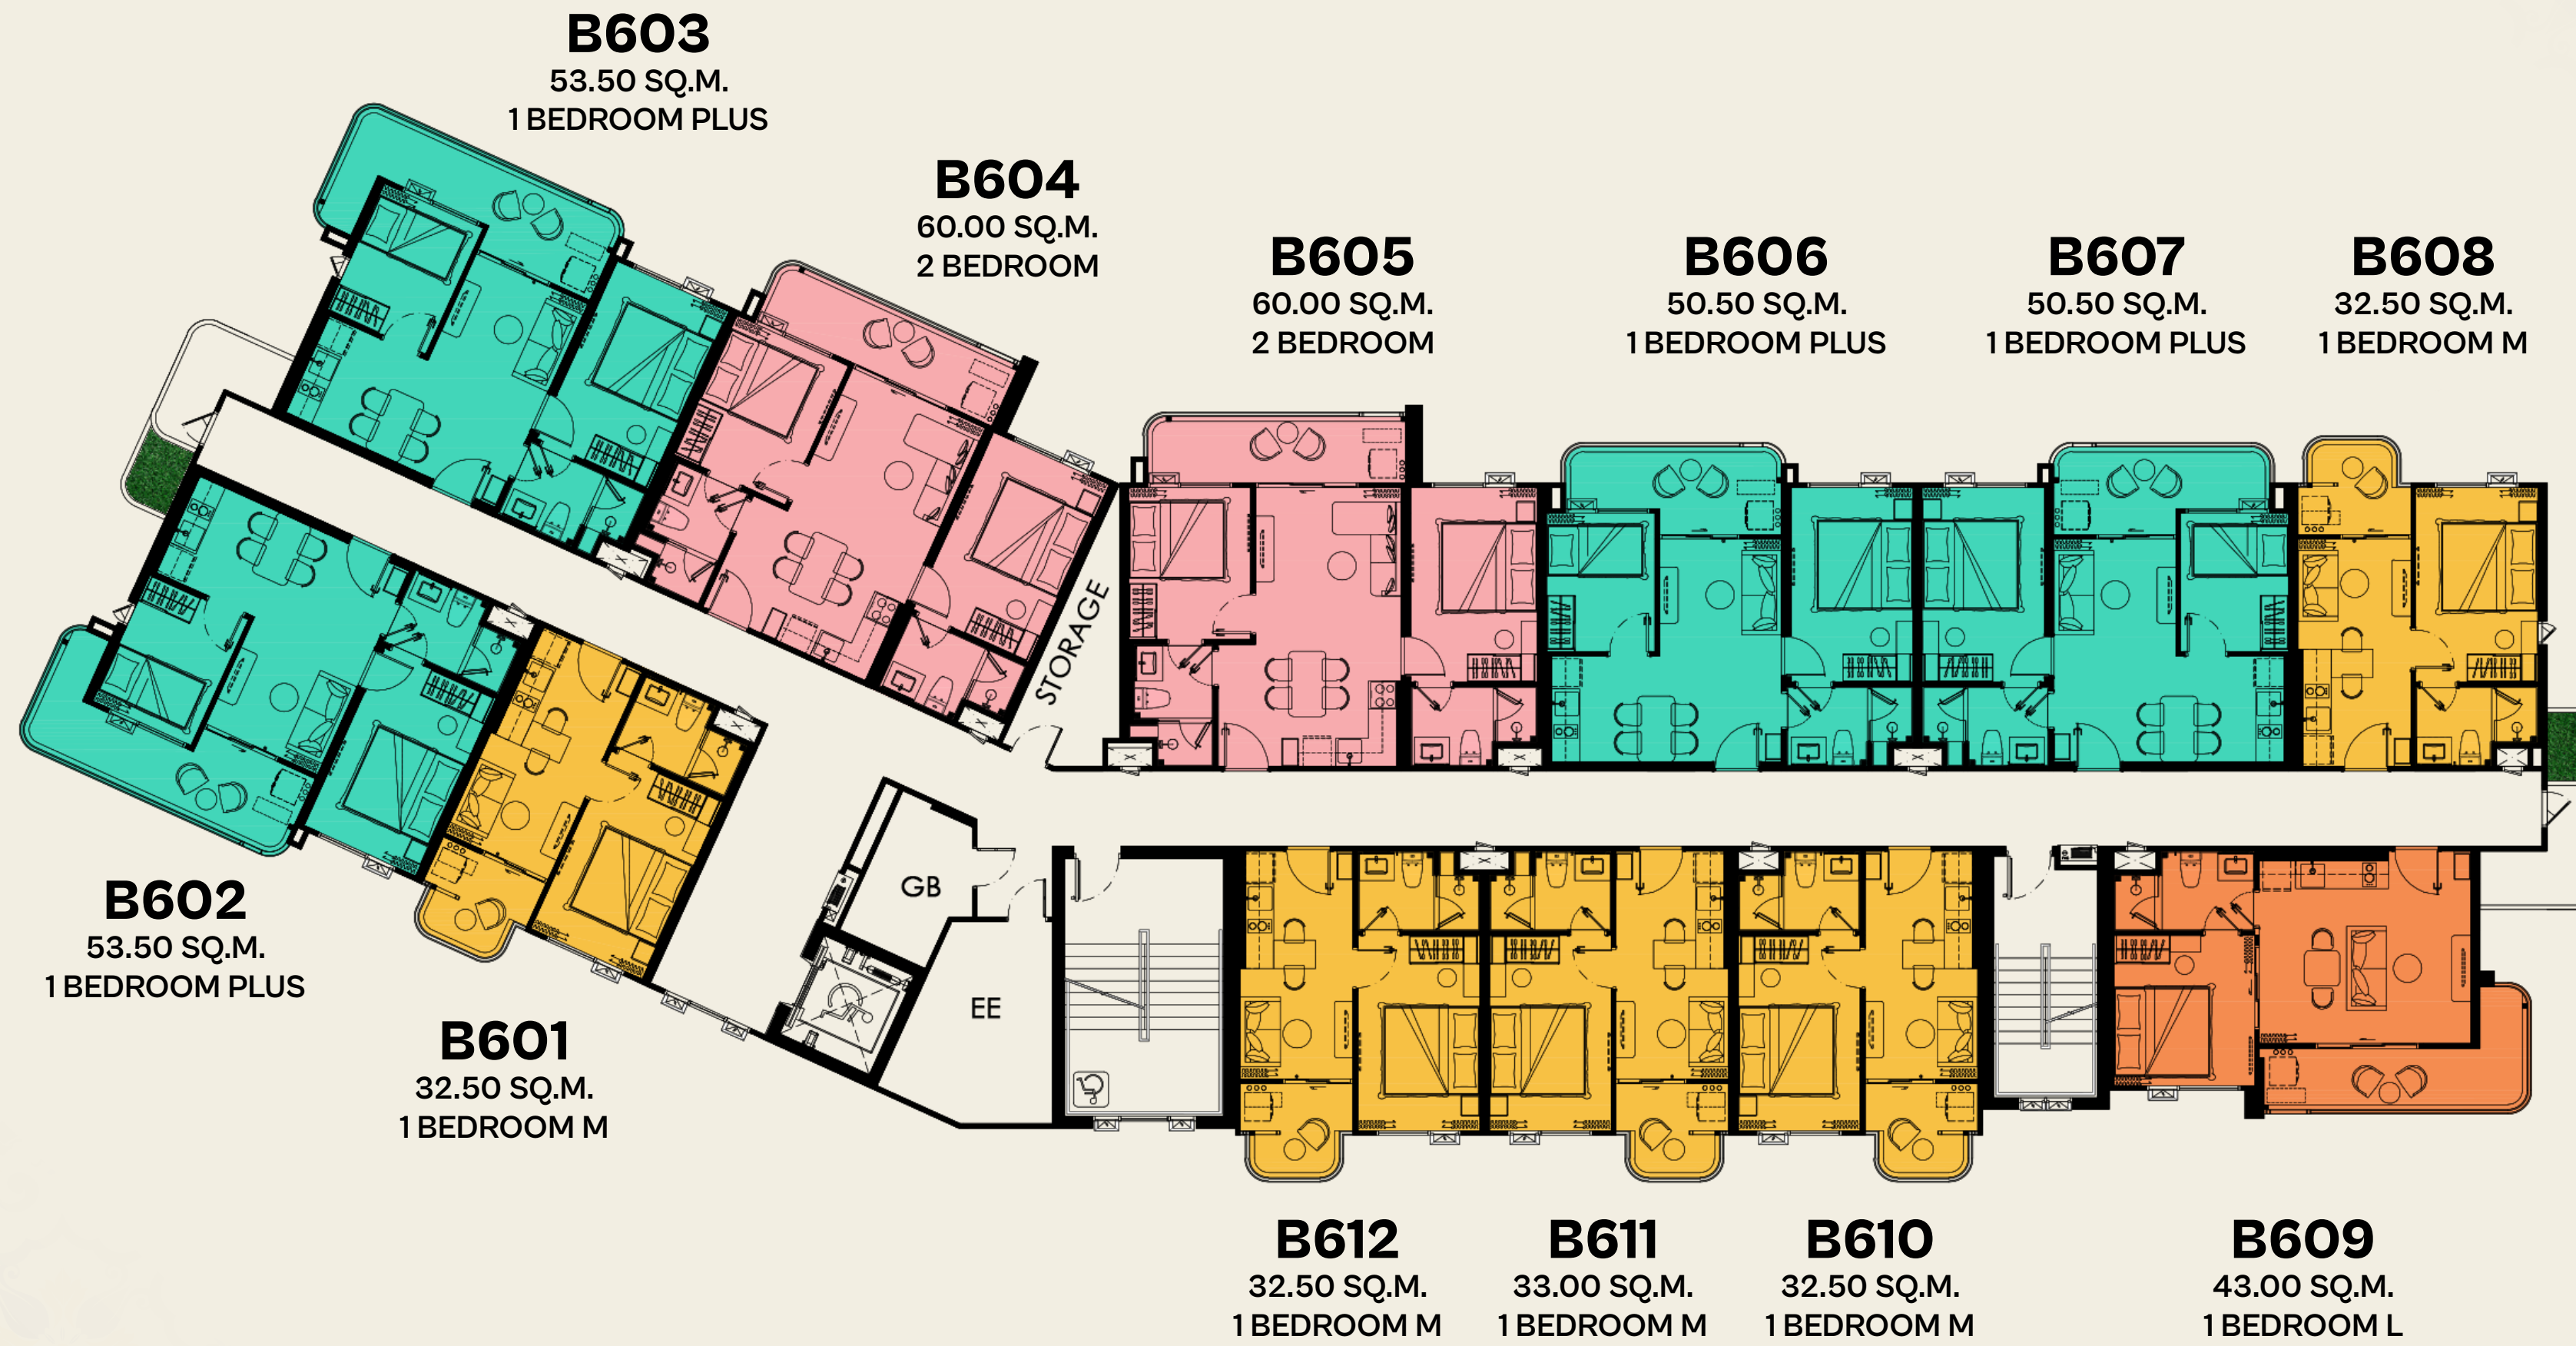 B603
53.50 SQ.M.
1 BEDROOM PLUS
B604
60.00 SQ.M.
2 BEDROOM
B605
60.00 SQ.M.
2 BEDROOM
B606
50.50 SQ.M.
1 BEDROOM PLUS
B607
50.50 SQ.M.
1 BEDROOM PLUS
B608
32.50 SQ.M.
1 BEDROOM M
STORAGE
GB
EE
B602
53.50 SQ.M.
1 BEDROOM PLUS
B601
32.50 SQ.M.
1 BEDROOM M
B612
32.50 SQ.M.
1 BEDROOM M
B611
33.00 SQ.M.
1 BEDROOM M
B610
32.50 SQ.M.
1 BEDROOM M
B609
43.00 SQ.M.
1 BEDROOM L